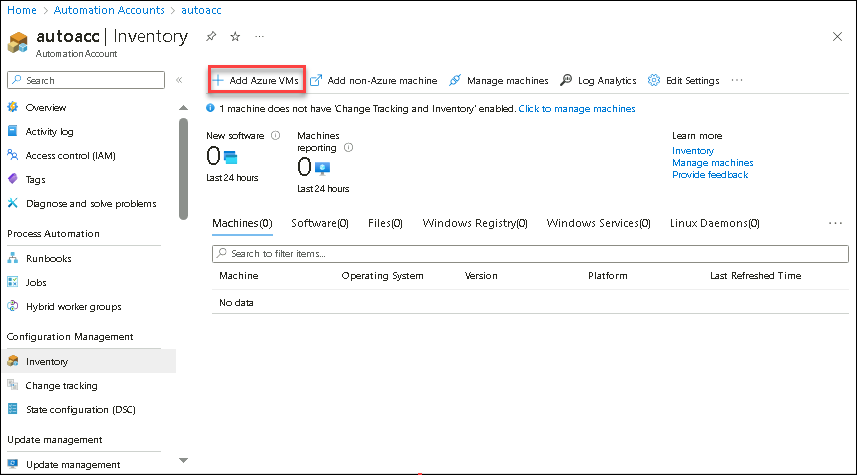 Home > Automation Accounts > autoacc
autoacc | Inventory
Automation Account
Search
Overview
Activity log
Access control (IAM)
Tags
Diagnose and solve problems
Process Automation
Runbooks
Jobs
Hybrid worker groups
Configuration Management
Inventory
Change tracking
State configuration (DSC)
Update management
Update management
Add Azure VMs Add non-Azure machine Manage machines Log Analytics Edit Settings
1 machine does not have 'Change Tracking and Inventory' enabled. Click to manage machines
New software
0
Last 24 hours
Machines
reporting
0
Last 24 hours
Learn more
Inventory
Manage machines
Provide feedback
Machines(0) Software(0) Files(0) Windows Registry(0) Windows Services(0) Linux Daemons(0)
Search to filter items...
Machine Operating System Version Platform Last Refreshed Time
No data